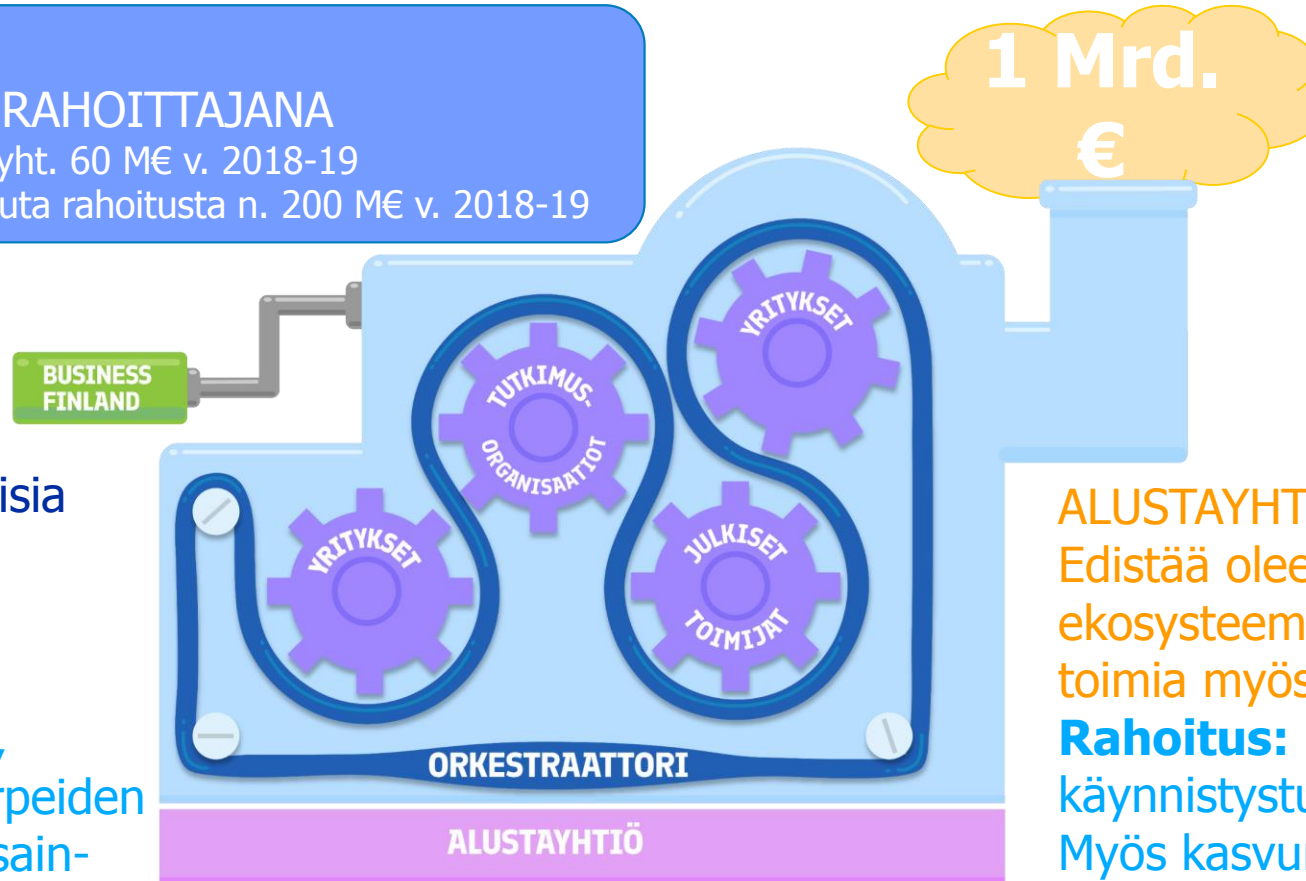 RAHOITTAJANA
yht. 60 M€ v. 2018-19
uta rahoitusta n. 200 M€ v. 2018-19
1 Mrd.
€
BUSINESS
FINLAND
YRITYKSET
TUTKIMUS-
ORGANISAATIOT
YRITYKSET
JULKISET
TOIMIJAT
ORKESTRAATTORI
ALUSTAYHTIÖ
isia
rpeiden
sain-
ALUSTAYHT
Edistää olee
ekosysteem
toimia myös
Rahoitus:
käynnistystu
Myös kasvur